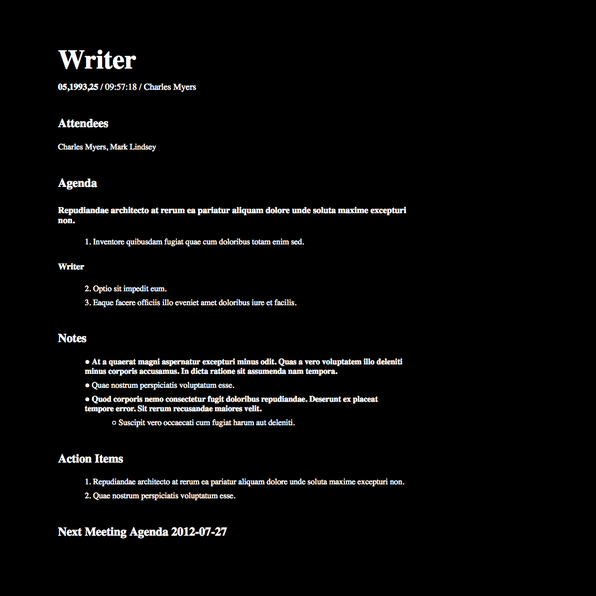 Writer
05,1993,25 / 09:57:18 / Charles Myers
Attendees
Charles Myers, Mark Lindsey
Agenda
Repudiandae architecto at rerum ea pariatur aliquam dolore unde soluta maxime excepturi
non.
1. Inventore quibusdam fugiat quae cum doloribus totam enim sed.
Writer
2. Optio sit impedit eum.
3. Eaque facere officiis illo eveniet amet doloribus iure et facilis.
Notes
● At a quaerat magni aspernatur excepturi minus odit. Quas a vero voluptatem illo deleniti
minus corporis accusamus. In dicta ratione sit assumenda nam tempora.
● Quae nostrum perspiciatis voluptatum esse.
● Quod corporis nemo consectetur fugit doloribus repudiandae. Deserunt ex placeat
tempore error. Sit rerum recusandae maiores velit.
○ Suscipit vero occaecati cum fugiat harum aut deleniti.
Action Items
1. Repudiandae architecto at rerum ea pariatur aliquam dolore unde soluta maxime excepturi non.
2. Quae nostrum perspiciatis voluptatum esse.
Next Meeting Agenda 2012-07-27